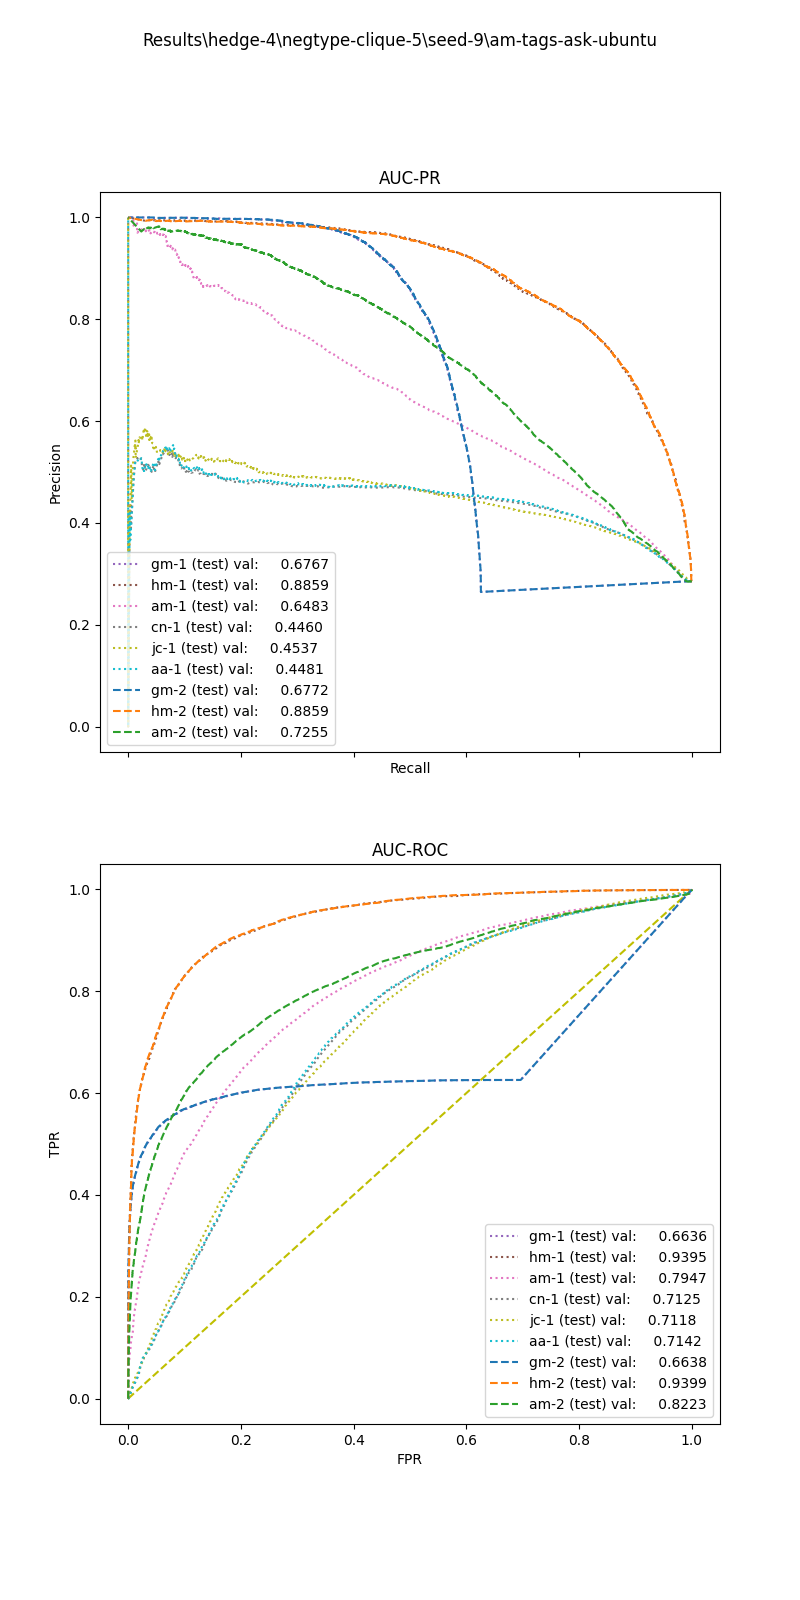 Results\hedge-4\negtype-clique-5\seed-9\am-tags-ask-ubuntu
AUC-PR
1.0
0.8
0.6
0.4
0.2
0.0
Precision
gm-1 (test) val: 0.6767
hm-1 (test) val: 0.8859
am-1 (test) val: 0.6483
cn-1 (test) val: 0.4460
jc-1 (test) val: 0.4537
aa-1 (test) val: 0.4481
gm-2 (test) val: 0.6772
hm-2 (test) val: 0.8859
am-2 (test) val: 0.7255
Recall
AUC-ROC
1.0
0.8
0.6
0.4
0.2
0.0
TPR
gm-1 (test) val: 0.6636
hm-1 (test) val: 0.9395
am-1 (test) val: 0.7947
cn-1 (test) val: 0.7125
jc-1 (test) val: 0.7118
aa-1 (test) val: 0.7142
gm-2 (test) val: 0.6638
hm-2 (test) val: 0.9399
am-2 (test) val: 0.8223
0.0 0.2 0.4 0.6 0.8 1.0
FPR